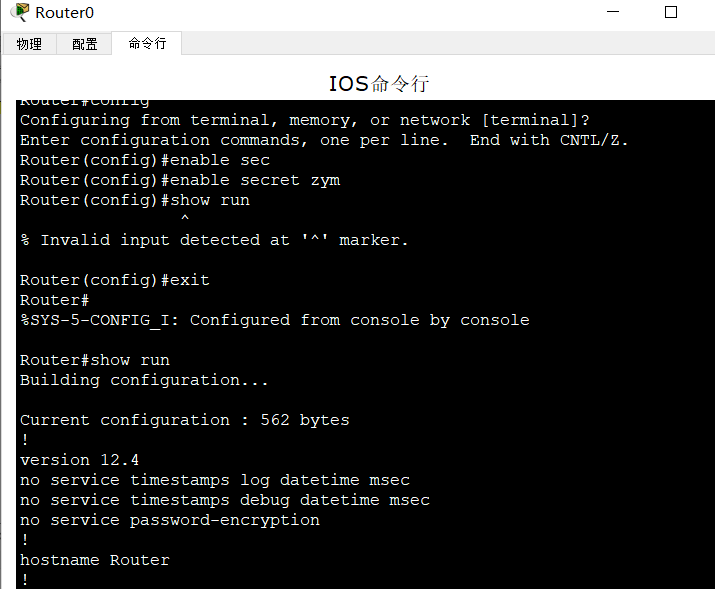 Router0
物理 配置 命令行
IOS命令行
Router#config
Configuring from terminal, memory, or network [terminal]?
Enter configuration commands, one per line.  End with CNTL/Z.
Router(config)#enable sec
Router(config)#enable secret zym
Router(config)#show run
^
% Invalid input detected at '^' marker.
Router(config)#exit
Router#
%SYS-5-CONFIG_I: Configured from console by console
Router#show run
Building configuration...
Current configuration : 562 bytes
!
version 12.4
no service timestamps log datetime msec
no service timestamps debug datetime msec
no service password-encryption
!
hostname Router
!